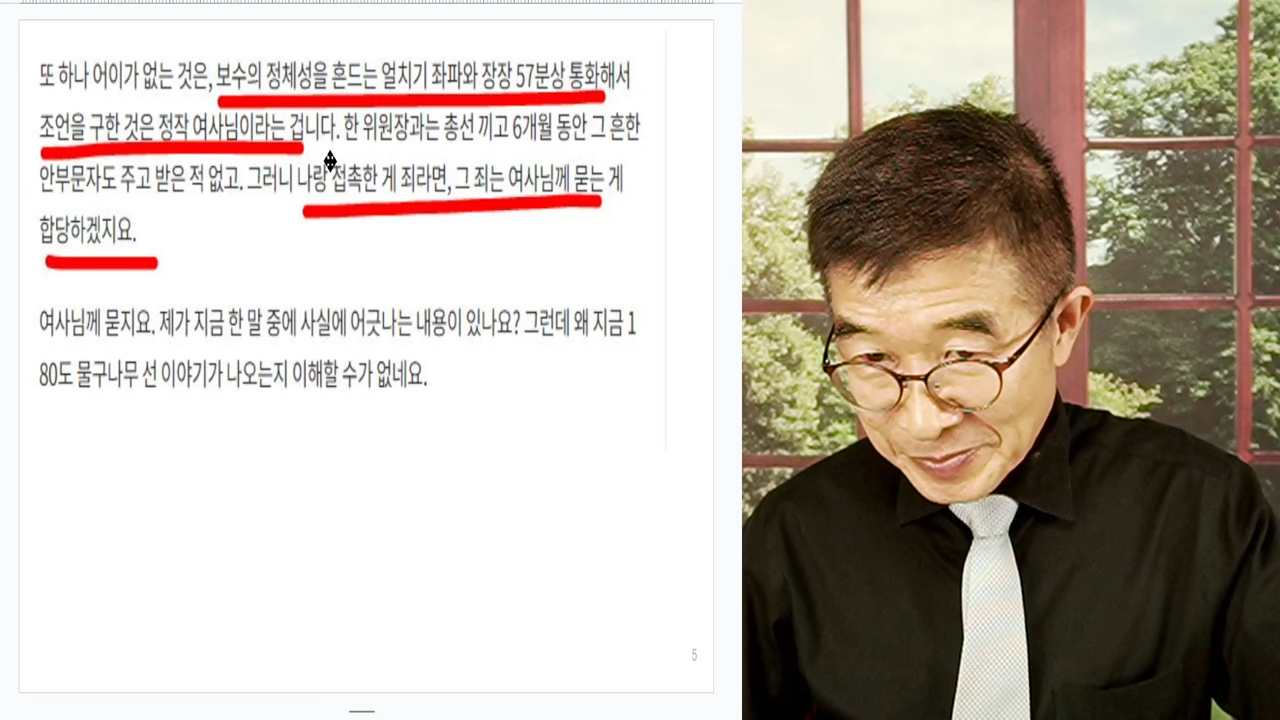 또 하나 어이가 없는 것은, 보수의 정체성을 흔드는 얼치기 좌파와 장장 57분상 통화해서
조언을 구한 것은 정작 여사님이라는 겁니다. 한 위원장과는 총선 끼고 6개월 동안 그 흔한
안부문자도 주고 받은 적 없고. 그러니 나랑 접촉한 게 죄라면, 그 죄는 여사님께 묻는 게
합당하겠지요.
여사님께 묻지요. 제가 지금 한 말 중에 사실에 어긋나는 내용이 있나요? 그런데 왜 지금 1
80도 물구나무 선 이야기가 나오는지 이해할 수가 없네요.
5